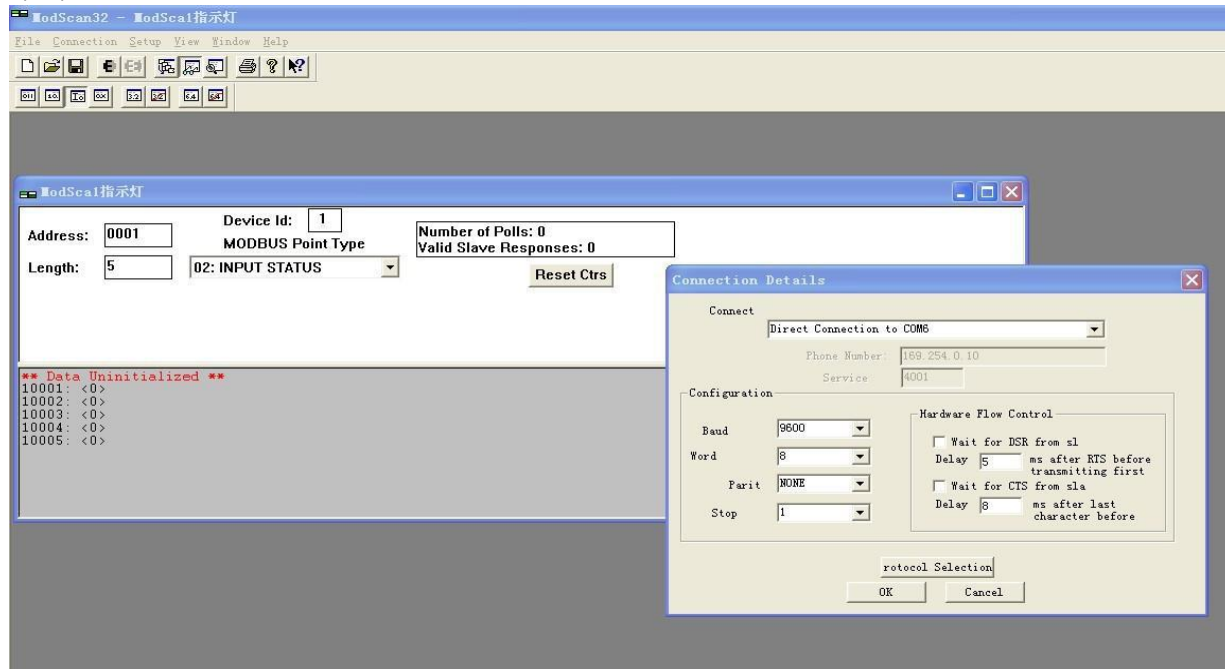 ModScan32 - ModSca1指示灯
File Connection Setup View Window Help
ModSca1指示灯
Address: 0001
Device Id: 1
MODBUS Point Type
Length: 5
02: INPUT STATUS
Number of Polls: 0
Valid Slave Responses: 0
Reset Ctrs
** Data Uninitialized **
10001: <0>
10002: <0>
10003: <0>
10004: <0>
10005: <0>
Connection Details
Connect
Direct Connection to COM6
Phone Number: 169.254.0.10
Service 4001
Configuration
Baud 9600
Word 8
Parit NONE
Stop 1
Hardware Flow Control
Wait for DSR from sl
Delay 5 ms after RTS before
transmitting first
Wait for CTS from sla
Delay 8 ms after last
character before
rotocol Selection
OK Cancel